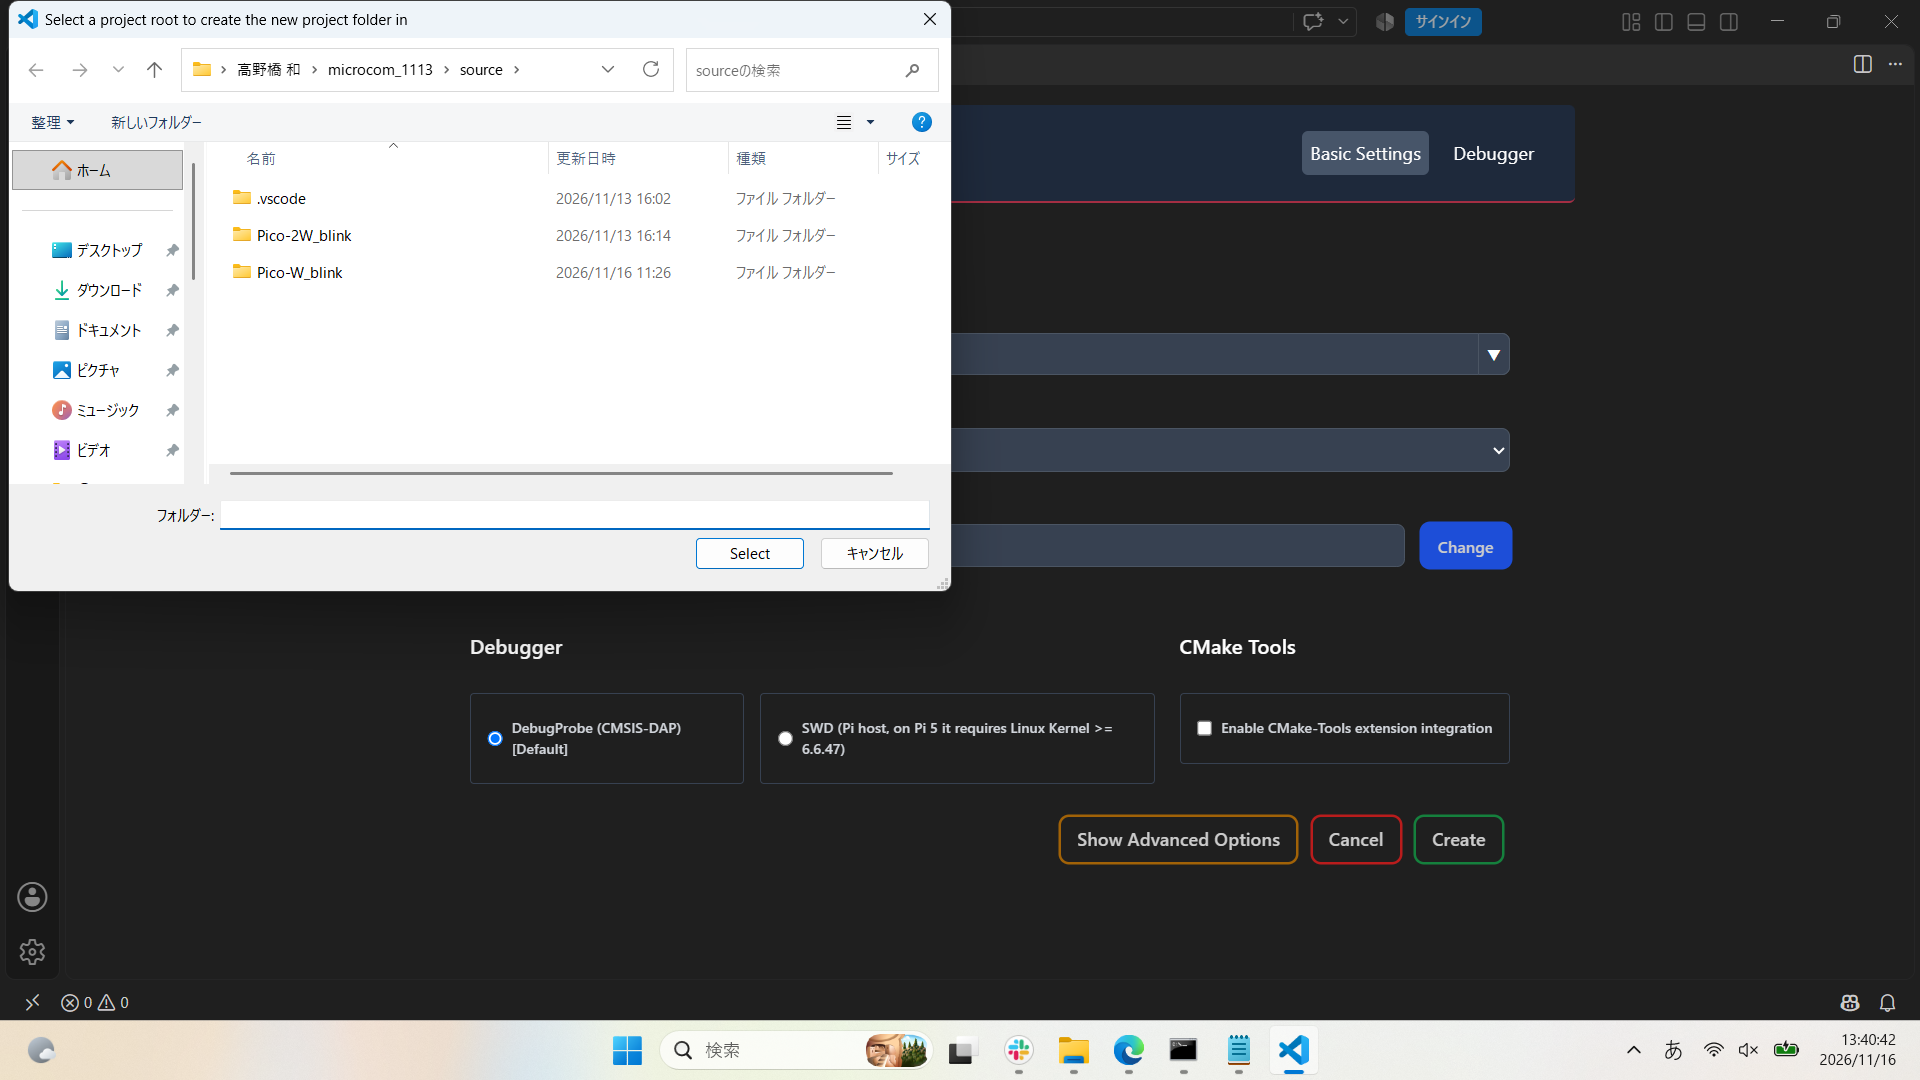 Select a project root to create the new project folder in
高野橋 和 > microcom_1113 > source >
sourceの検索
サインイン
整理
新しいフォルダー
Basic Settings
Debugger
ホーム
デスクトップ
ダウンロード
ドキュメント
ピクチャ
ミュージック
ビデオ
名前 更新日時 種類 サイズ
.vscode 2026/11/13 16:02 ファイル フォルダー
Pico-2W_blink 2026/11/13 16:14 ファイル フォルダー
Pico-W_blink 2026/11/16 11:26 ファイル フォルダー
フォルダー:
Select
キャンセル
Change
Debugger
CMake Tools
DebugProbe (CMSIS-DAP)
[Default]
SWD (Pi host, on Pi 5 it requires Linux Kernel >=
6.6.47)
Enable CMake-Tools extension integration
Show Advanced Options
Cancel
Create
0 0
検索
あ
13:40:42
2026/11/16